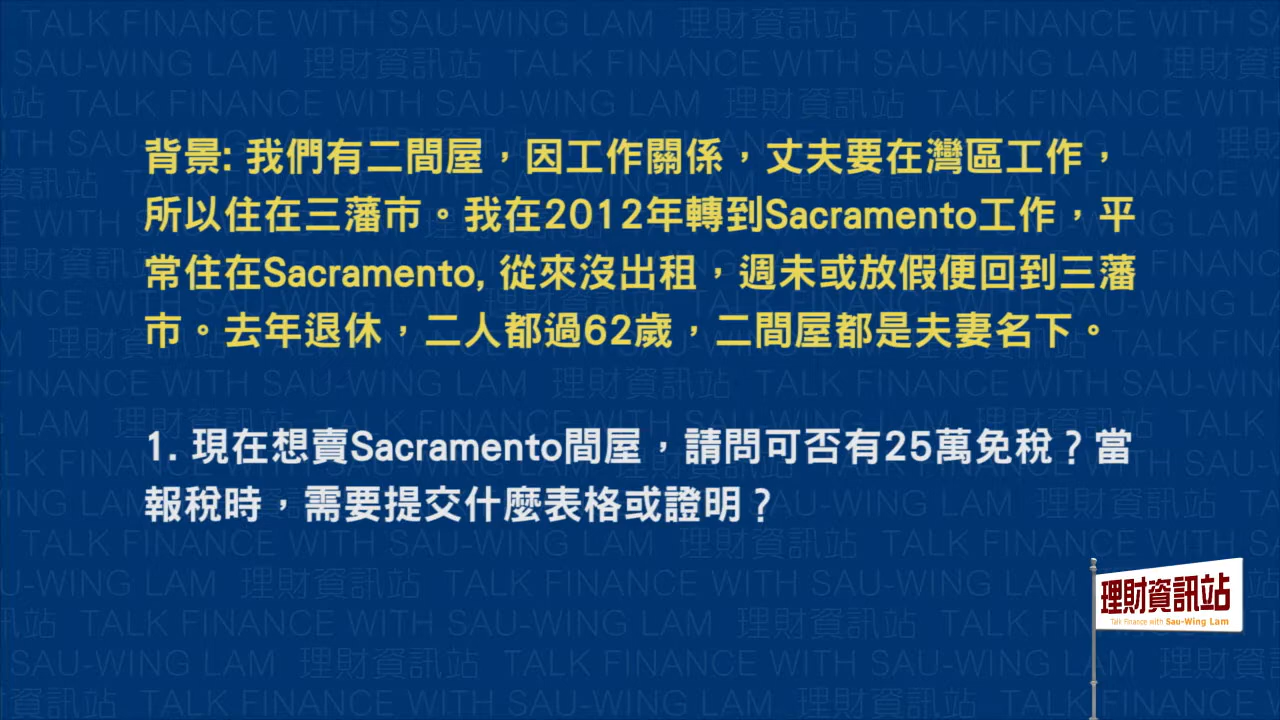 背景: 我們有二間屋，因工作關係，丈夫要在灣區工作，
所以住在三藩市。我在2012年轉到Sacramento工作，平
常住在Sacramento, 從來沒出租，週未或放假便回到三藩
市。去年退休，二人都過62歲，二間屋都是夫妻名下。
1. 現在想賣Sacramento間屋，請問可否有25萬免稅？當
報稅時，需要提交什麼表格或證明？
理財資訊站
Talk Finance with Sau-Wing Lam